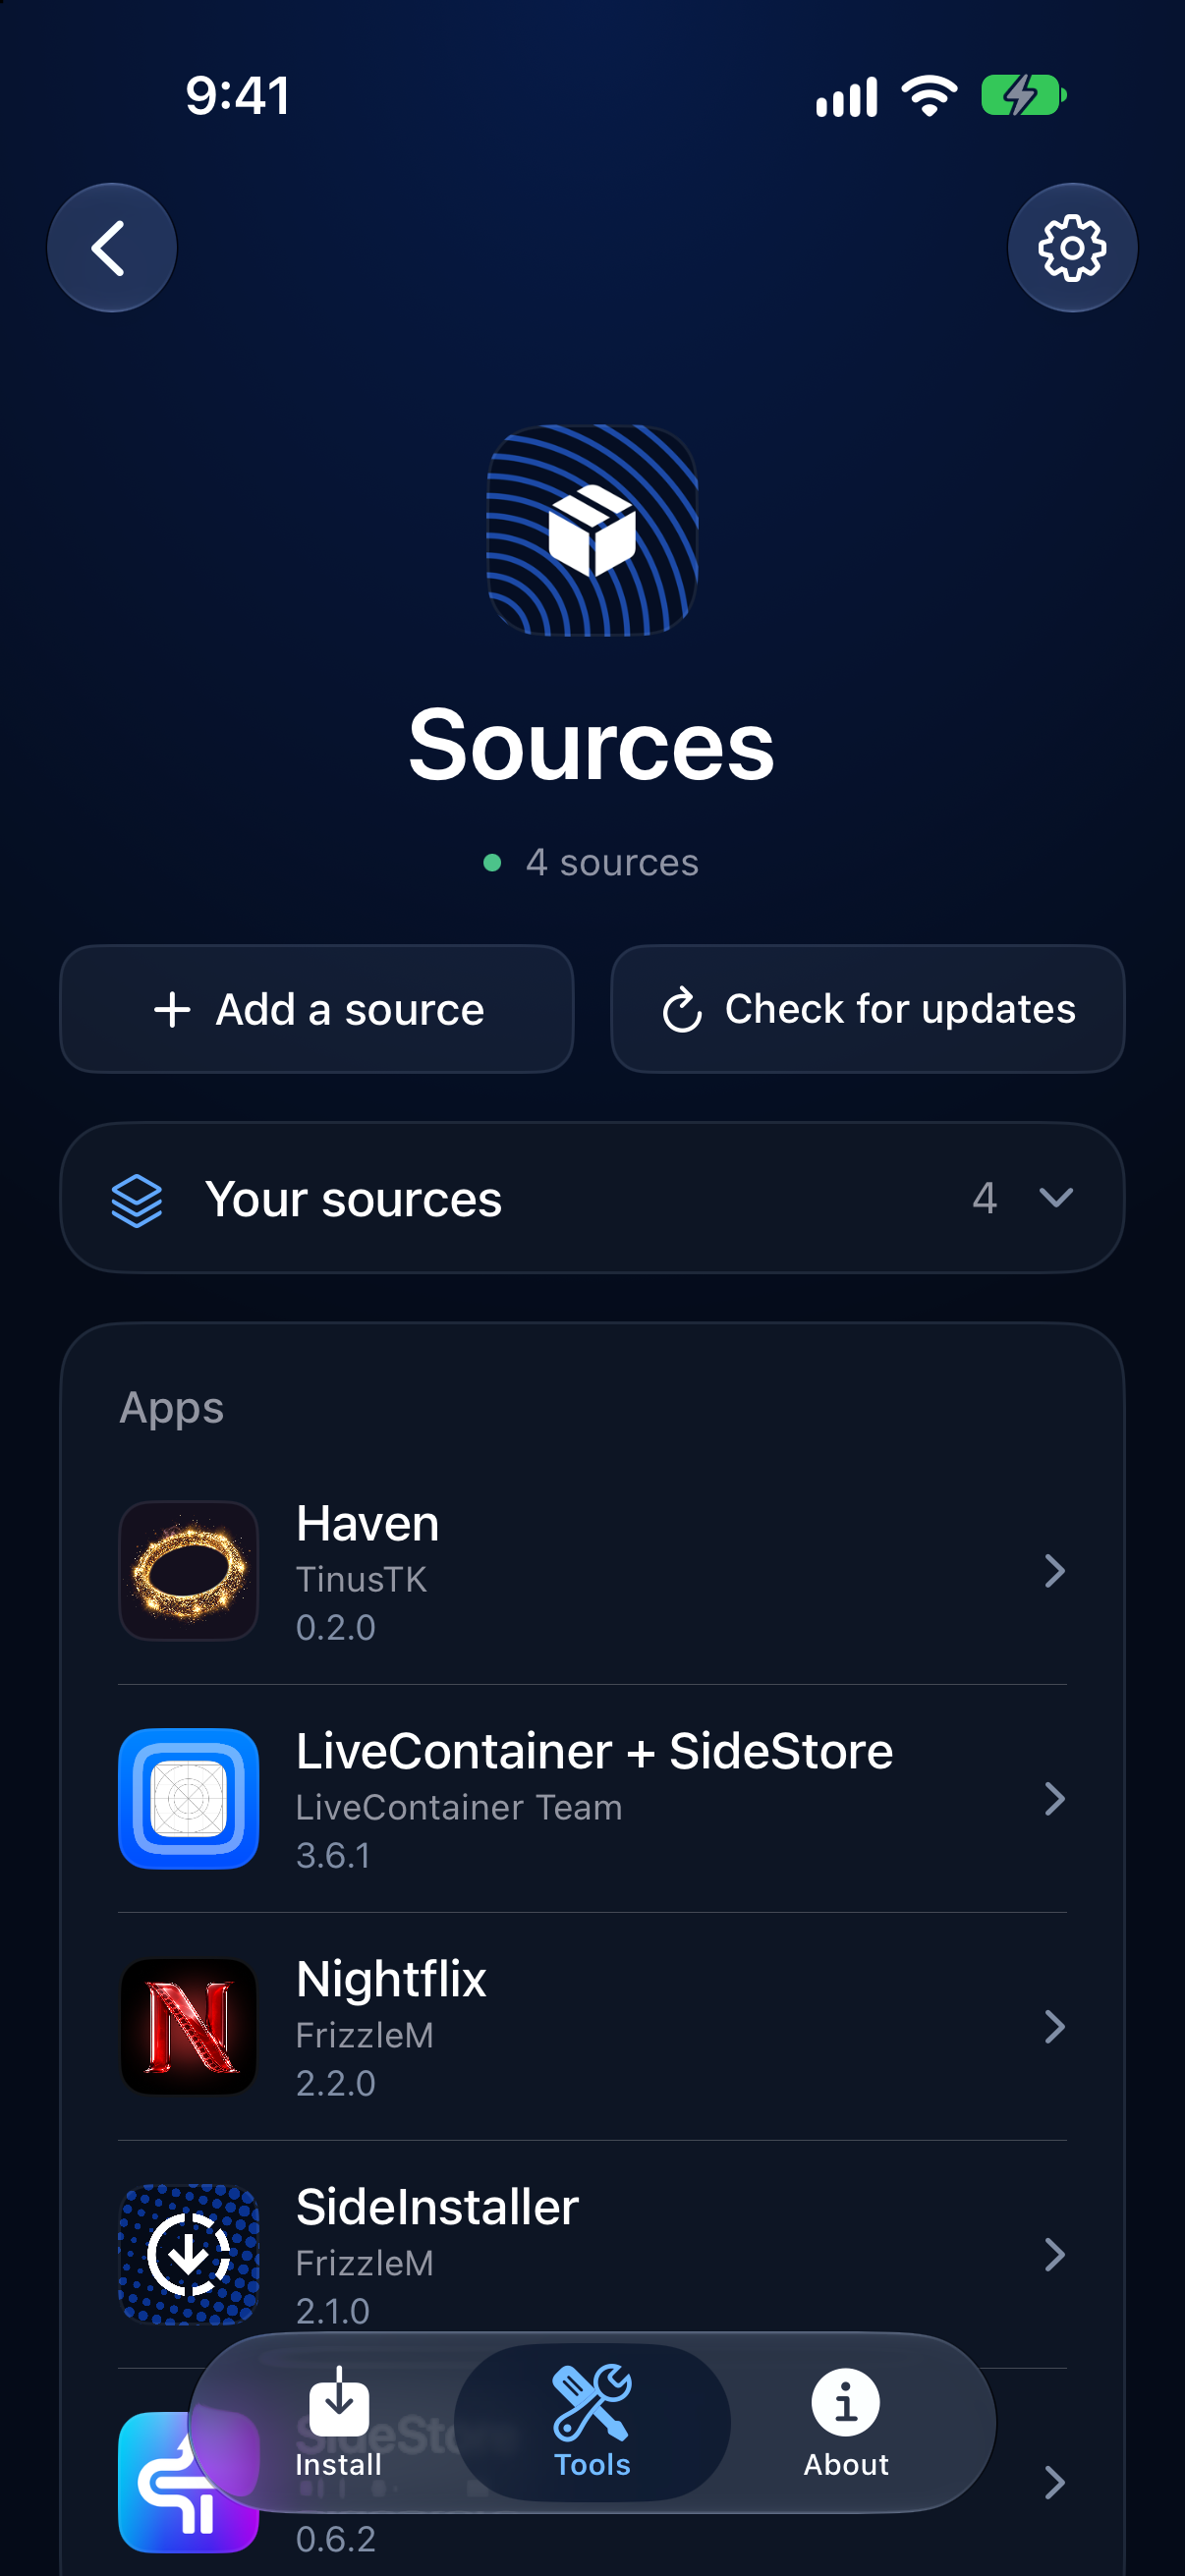 9:41
Sources
4 sources
Add a source
Check for updates
Your sources
4
Apps
Haven
TinusTK
0.2.0
LiveContainer + SideStore
LiveContainer Team
3.6.1
Nightflix
FrizzleM
2.2.0
SideInstaller
FrizzleM
2.1.0
SideStore
0.6.2
Install
Tools
About